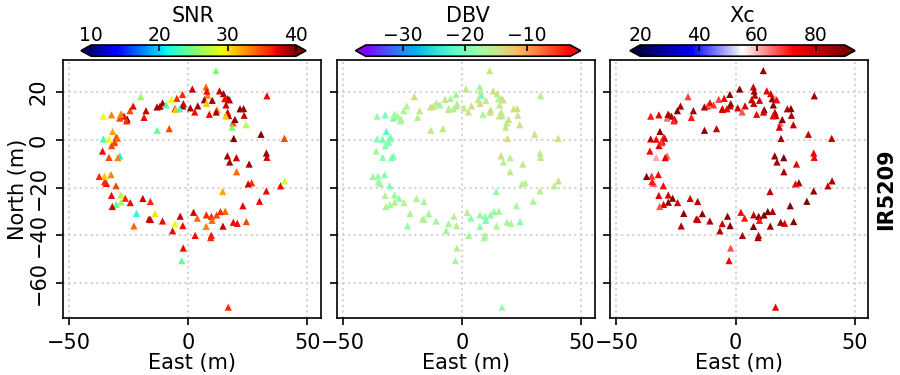 SNR DBV Xc
10 20 30 40 −30 −20 −10 20 40 60 80
20
0
−20
−40
−60
North (m)
−50 0 50 −50 0 50 −50 0 50
East (m) East (m) East (m)
IR5209